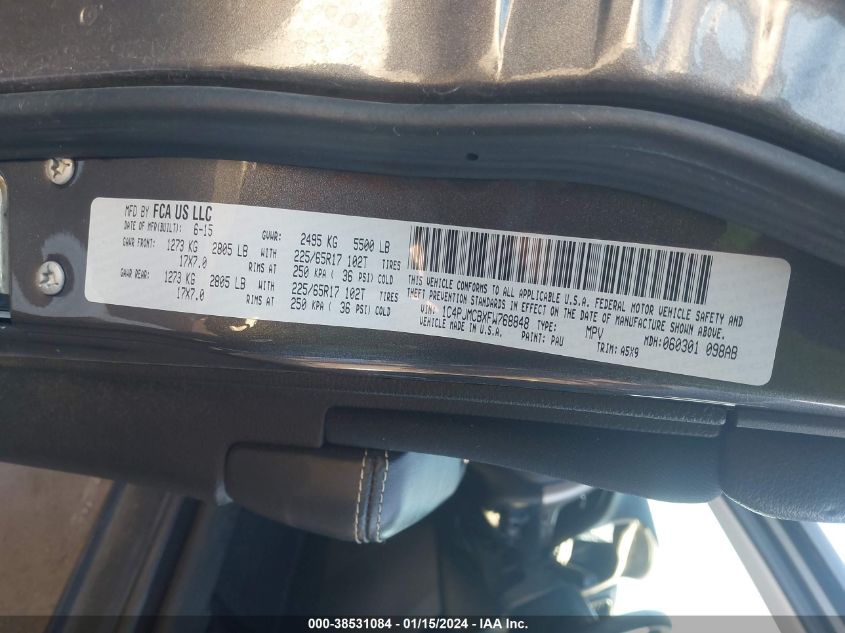 MFD BY FCA US LLC
DATE OF MFR(BUILT): 6-15 GVWR: 2495 KG 5500 LB
GAWR FRONT: 1273 KG 2805 LB WITH 225/65R17 102T TIRES
17X7.0 RIMS AT 250 KPA ( 36 PSI) COLD
GAWR REAR: 1273 KG 2805 LB WITH 225/65R17 102T TIRES
17X7.0 RIMS AT 250 KPA ( 36 PSI) COLD
THIS VEHICLE CONFORMS TO ALL APPLICABLE U.S.A. FEDERAL MOTOR VEHICLE SAFETY AND
THEFT PREVENTION STANDARDS IN EFFECT ON THE DATE OF MANUFACTURE SHOWN ABOVE.
VIN: 1C4PJMCBXFW768848 TYPE: MPV MDH:060301 098AB
VEHICLE MADE IN U.S.A. PAINT: PAU TRIM: A5X9
000-38531084 - 01/15/2024 - IAAI.COM